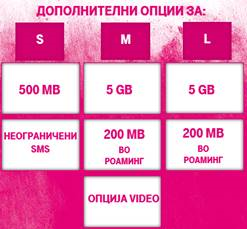 ДОПОЛНИТЕЛНИ ОПЦИИ ЗА:
S M L
500 MB 5 GB 5 GB
НЕОГРАНИЧЕНИ
SMS
200 MB
ВО
РОАМИНГ
200 MB
ВО
РОАМИНГ
ОПЦИЈА VIDEO